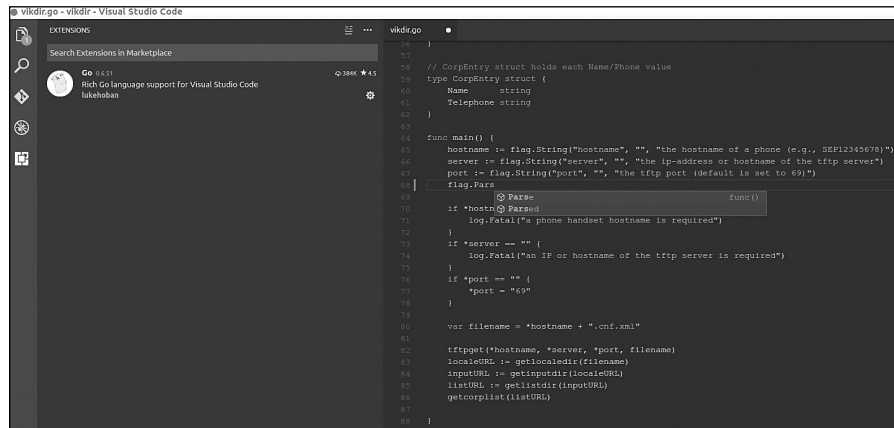 vikdir.go - vikdir - Visual Studio Code
EXTENSIONS
Search Extensions in Marketplace
Go 0.6.51
384K ★4.5
Rich Go language support for Visual Studio Code
lukehoban
1
vikdir.go
56 }
57
58 // CorpEntry struct holds each Name/Phone value
59 type CorpEntry struct {
60 Name string
61 Telephone string
62 }
63
64 func main() {
65 hostname := flag.String("hostname", "", "the hostname of a phone (e.g., SEP12345678)")
66 server := flag.String("server", "", "the ip-address or hostname of the tftp server")
67 port := flag.String("port", "", "the tftp port (default is set to 69)")
68 flag.Pars
69 Parse func()
70 if *hostn Parsed
71 log.Fatal("a phone handset hostname is required")
72 }
73 if *server == "" {
74 log.Fatal("an IP or hostname of the tftp server is required")
75 }
76 if *port == "" {
77 *port = "69"
78 }
79
80 var filename = *hostname + ".cnf.xml"
81
82 tftpget(*hostname, *server, *port, filename)
83 localeURL := getlocaledir(filename)
84 inputURL := getinputdir(localeURL)
85 listURL := getlistdir(inputURL)
86 getcorplist(listURL)
87
88 }